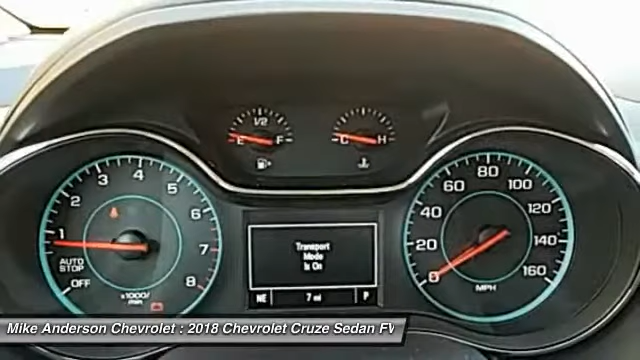 1/2
E F
C H
1 2 3 4 5 6 7 8
AUTO
STOP
OFF
x1000/
min
Transport
Mode
Is On
NE 7 mi P
0 20 40 60 80 100 120 140 160
MPH
Mike Anderson Chevrolet : 2018 Chevrolet Cruze Sedan FV